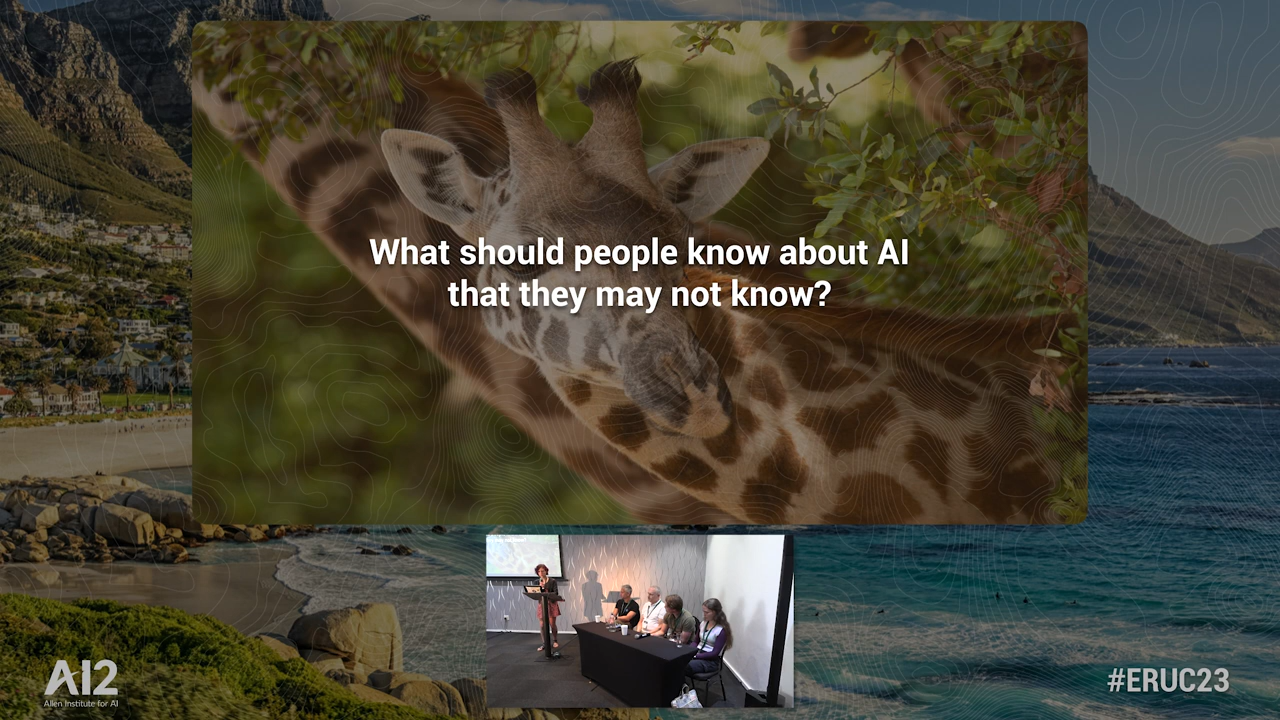 What should people know about AI
that they may not know?
AI2
Allen Institute for AI
#ERUC23